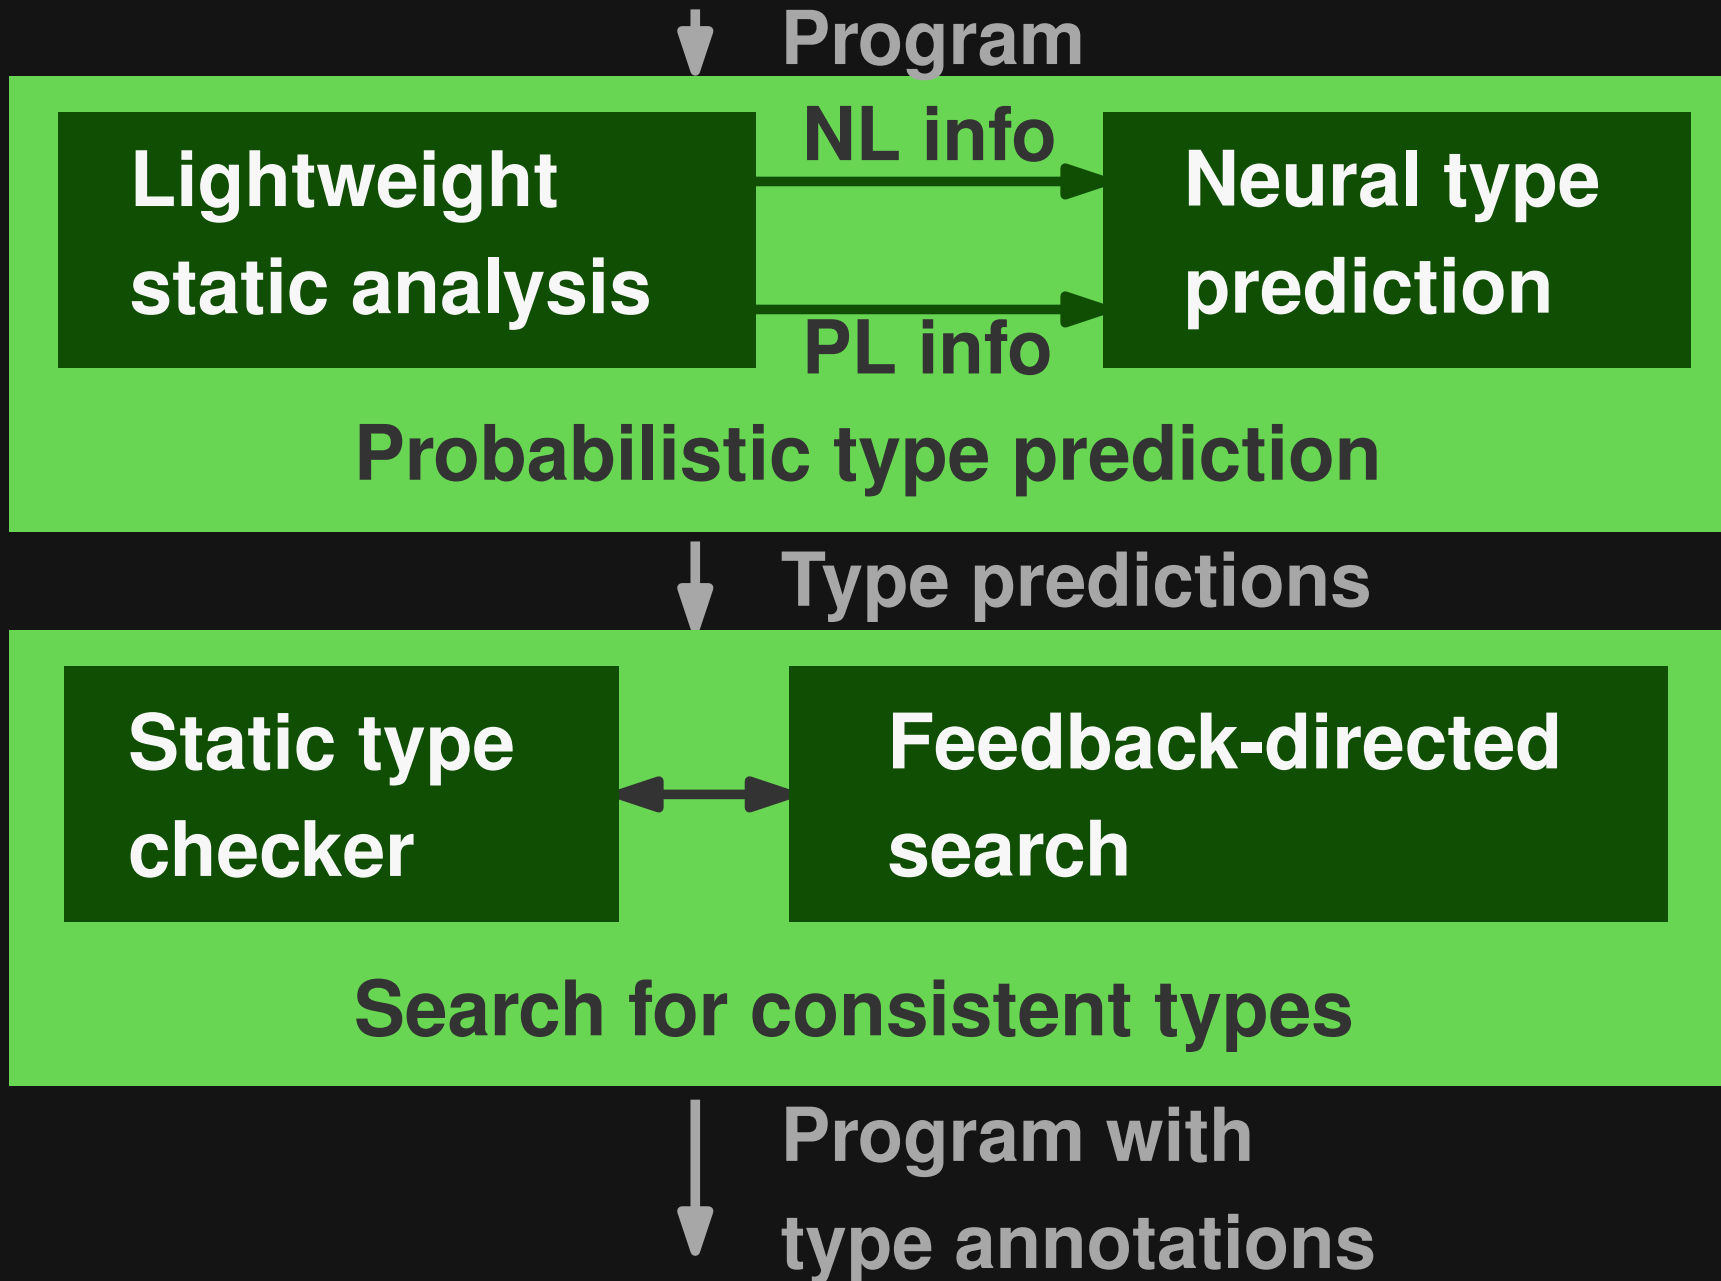 Program
NL info
Lightweight
static analysis
Neural type
prediction
PL info
Probabilistic type prediction
Type predictions
Static type
checker
Feedback-directed
search
Search for consistent types
Program with
type annotations